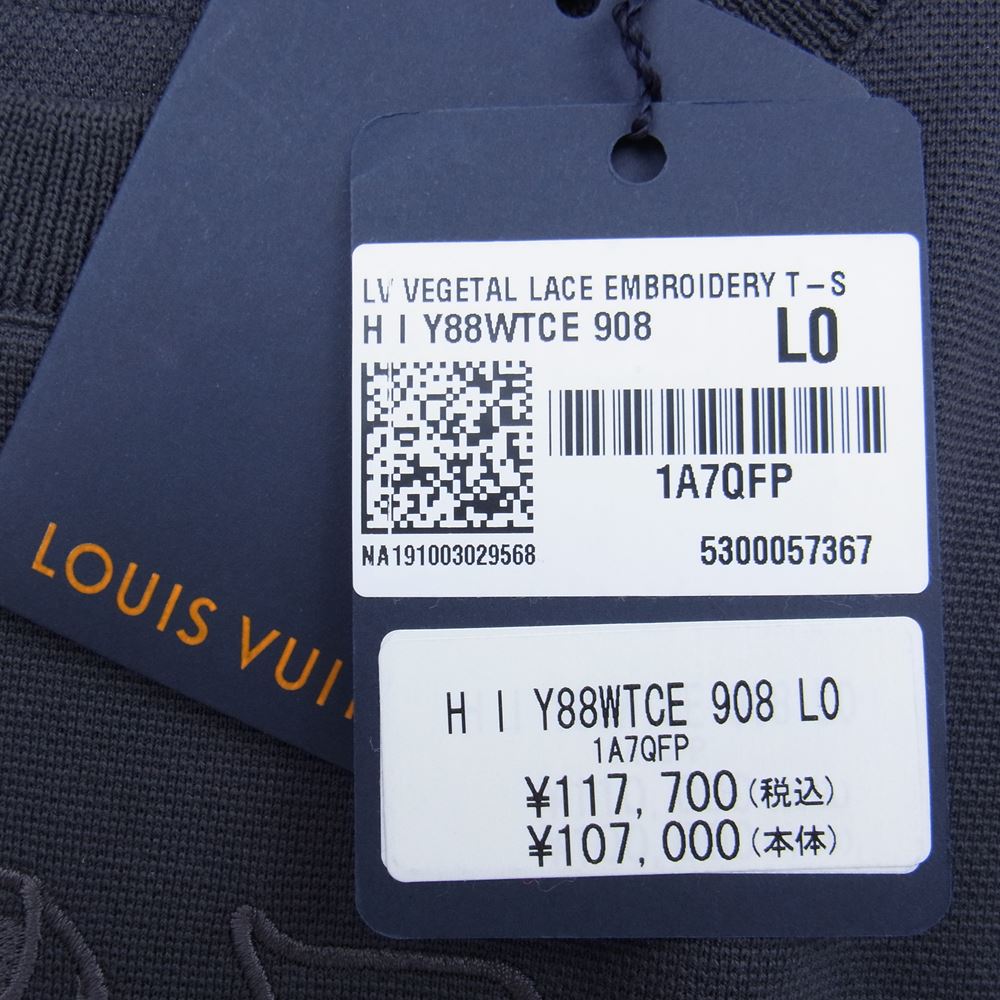 LV VEGETAL LACE EMBROIDERY T-S
H I Y88WTCE 908
L0
1A7QFP
NA191003029568
5300057367
LOUIS VUI
H I Y88WTCE 908 L0
1A7QFP
¥117,700(税込)
¥107,000(本体)